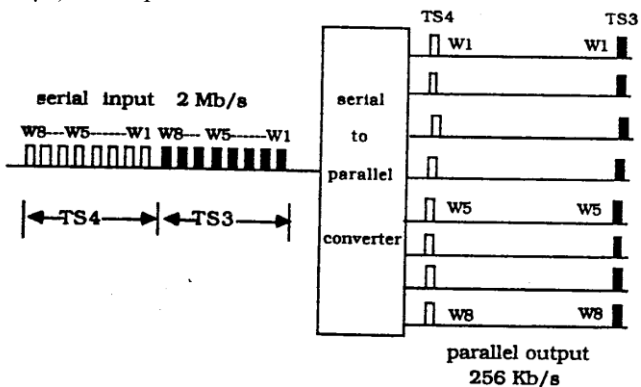 TS4 TS3
W1 W1
serial input 2 Mb/s
serial
to
parallel
converter
W8---W5------W1 W8--- W5-------W1
TS4 TS3
W5 W5
W8 W8
parallel output
256 Kb/s